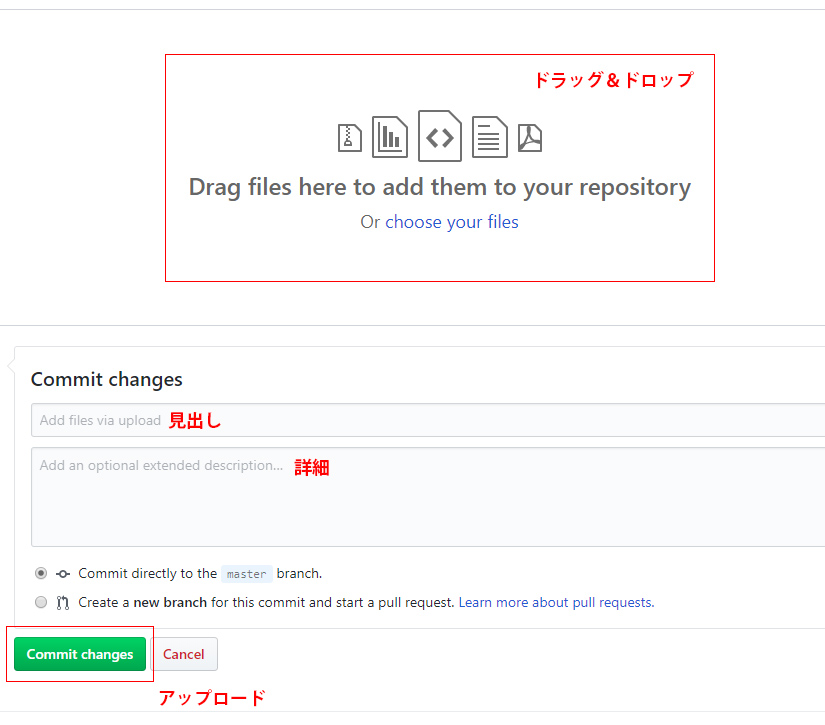 ドラッグ＆ドロップ
Drag files here to add them to your repository
Or choose your files
Commit changes
Add files via upload 見出し
Add an optional extended description... 詳細
Commit directly to the master branch.
Create a new branch for this commit and start a pull request. Learn more about pull requests.
Commit changes Cancel
アップロード